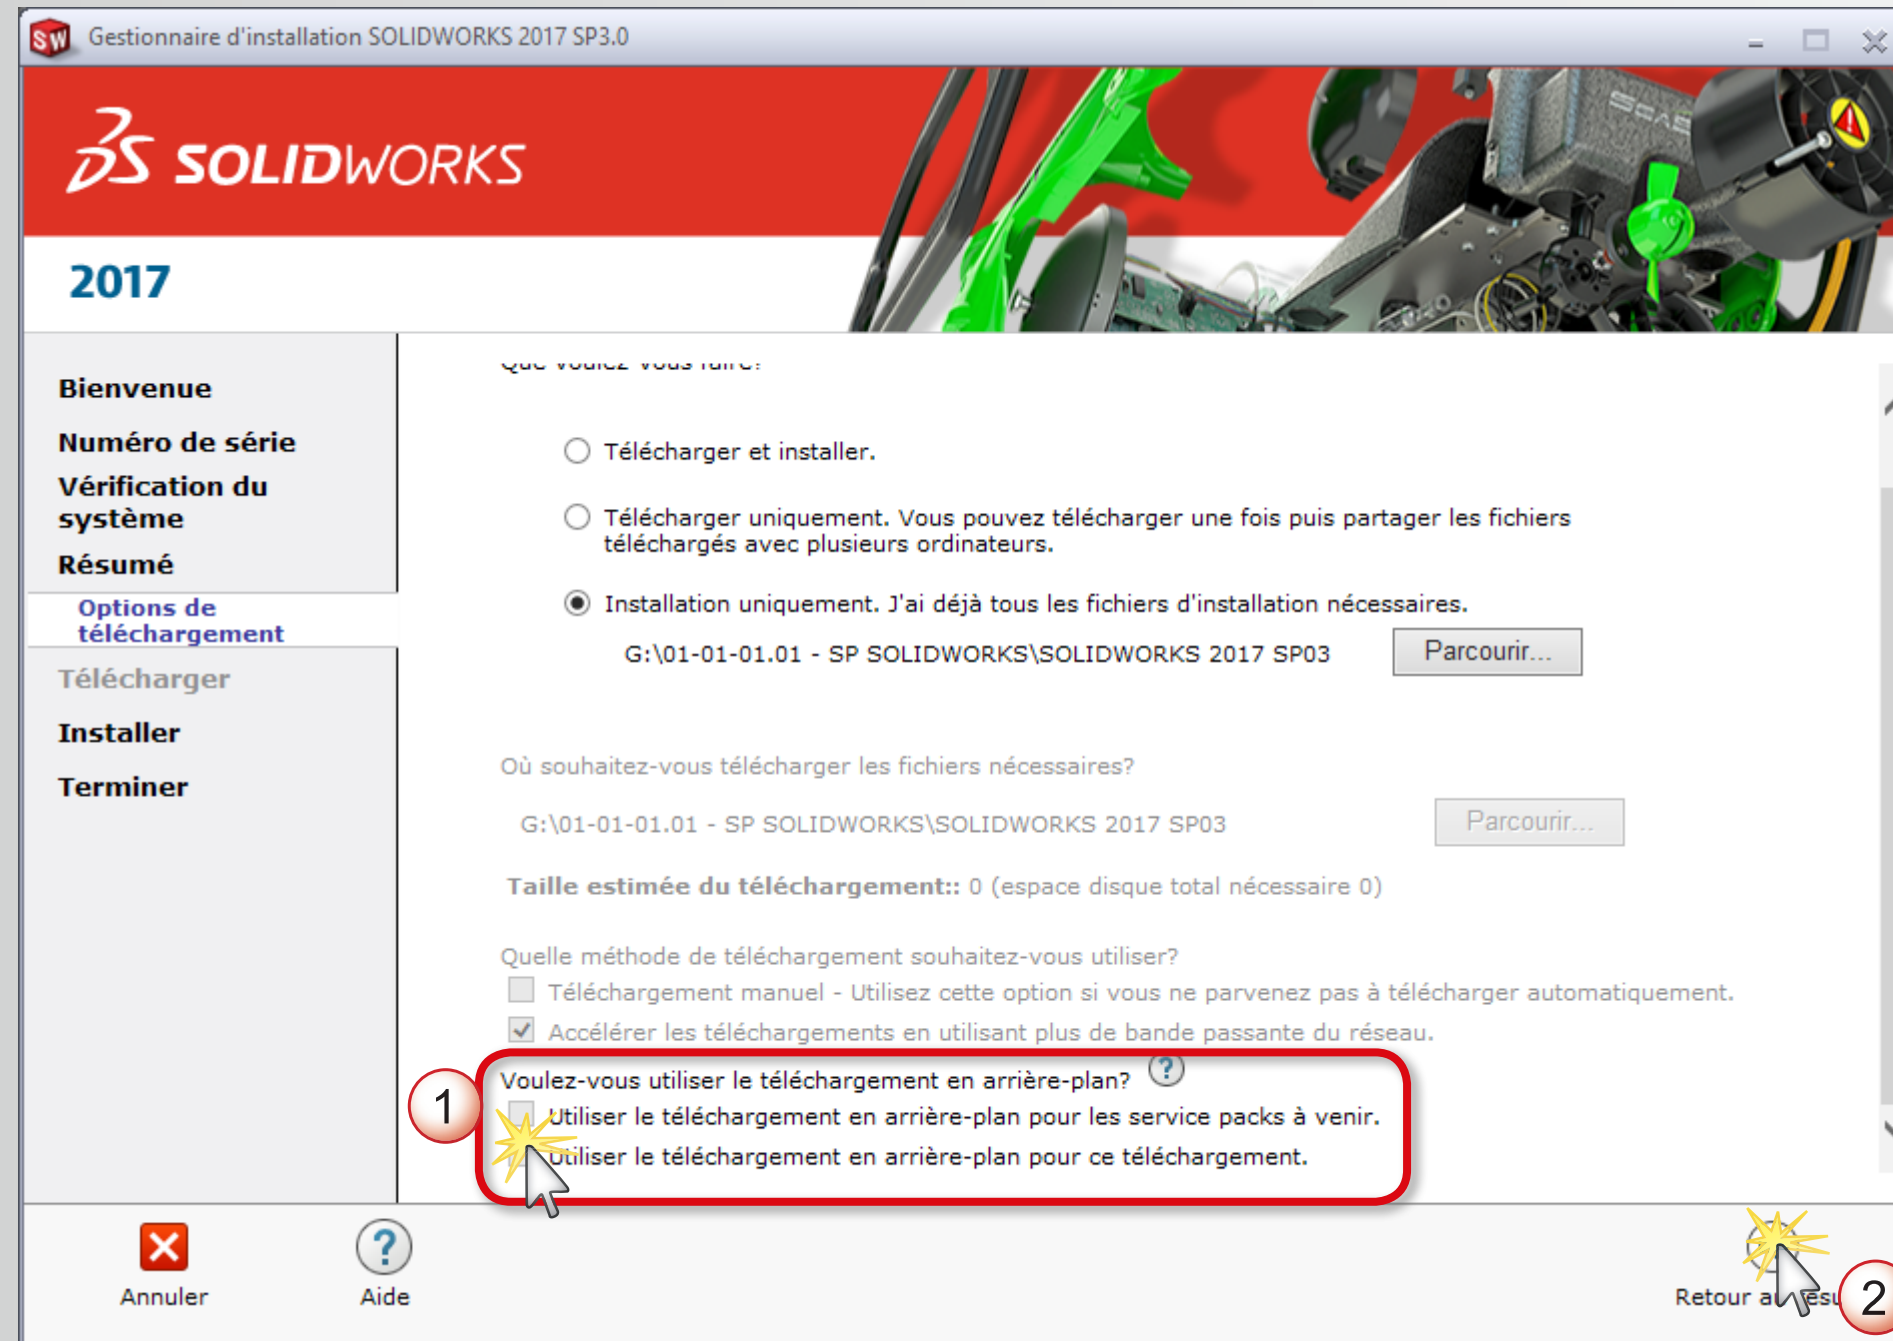 SW Gestionnaire d'installation SOLIDWORKS 2017 SP3.0
3DS SOLIDWORKS
2017
Bienvenue
Numéro de série
Vérification du
système
Résumé
Options de
téléchargement
Télécharger
Installer
Terminer
Que voulez-vous faire?
Télécharger et installer.
Télécharger uniquement. Vous pouvez télécharger une fois puis partager les fichiers
téléchargés avec plusieurs ordinateurs.
Installation uniquement. J'ai déjà tous les fichiers d'installation nécessaires.
G:\01-01-01.01 - SP SOLIDWORKS\SOLIDWORKS 2017 SP03
Parcourir...
Où souhaitez-vous télécharger les fichiers nécessaires?
G:\01-01-01.01 - SP SOLIDWORKS\SOLIDWORKS 2017 SP03
Parcourir...
Taille estimée du téléchargement:: 0 (espace disque total nécessaire 0)
Quelle méthode de téléchargement souhaitez-vous utiliser?
Téléchargement manuel - Utilisez cette option si vous ne parvenez pas à télécharger automatiquement.
Accélérer les téléchargements en utilisant plus de bande passante du réseau.
1
Voulez-vous utiliser le téléchargement en arrière-plan? ?
Utiliser le téléchargement en arrière-plan pour les service packs à venir.
Utiliser le téléchargement en arrière-plan pour ce téléchargement.
Annuler
?
Aide
Retour au
2